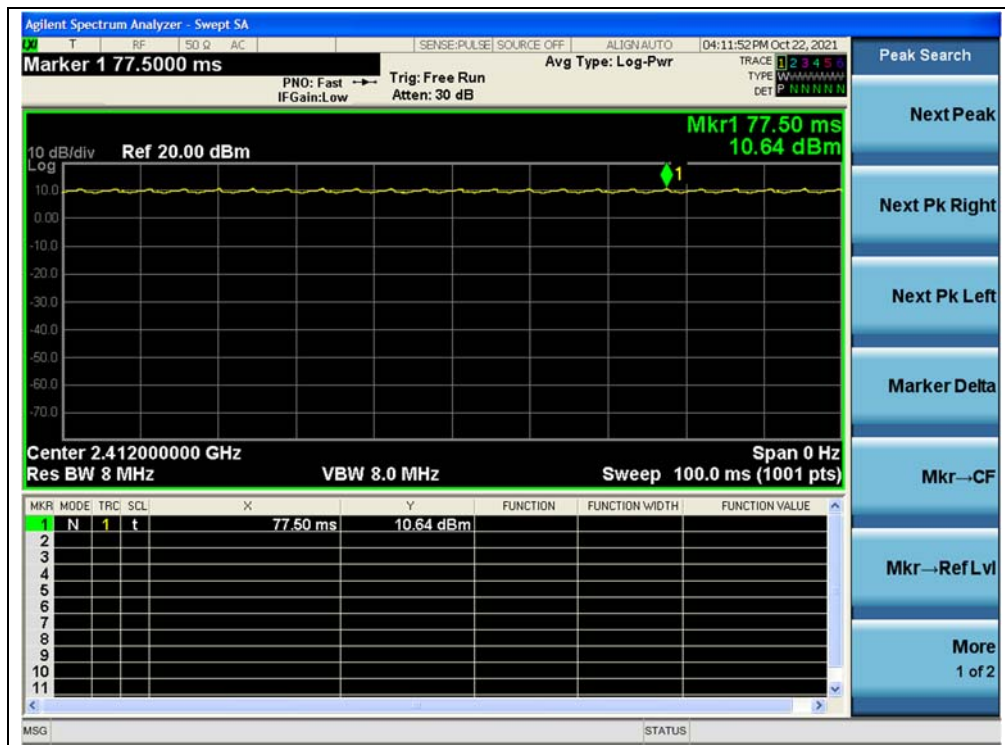 Agilent Spectrum Analyzer - Swept SA
LXI T RF 50 Ω AC SENSE:PULSE SOURCE OFF ALIGN AUTO 04:11:52 PM Oct 22, 2021
Marker 1 77.5000 ms
PNO: Fast
IFGain:Low
Trig: Free Run
Atten: 30 dB
Avg Type: Log-Pwr
TRACE 1 2 3 4 5 6
TYPE W
DET P N N N N N
Mkr1 77.50 ms
10.64 dBm
10 dB/div Ref 20.00 dBm
Log
1
10.0
0.00
-10.0
-20.0
-30.0
-40.0
-50.0
-60.0
-70.0
Center 2.412000000 GHz Span 0 Hz
Res BW 8 MHz VBW 8.0 MHz Sweep 100.0 ms (1001 pts)
MKR MODE TRC SCL X Y FUNCTION FUNCTION WIDTH FUNCTION VALUE
1 N 1 t 77.50 ms 10.64 dBm
2
3
4
5
6
7
8
9
10
11
MSG STATUS
Peak Search
Next Peak
Next Pk Right
Next Pk Left
Marker Delta
Mkr→CF
Mkr→Ref Lvl
More
1 of 2